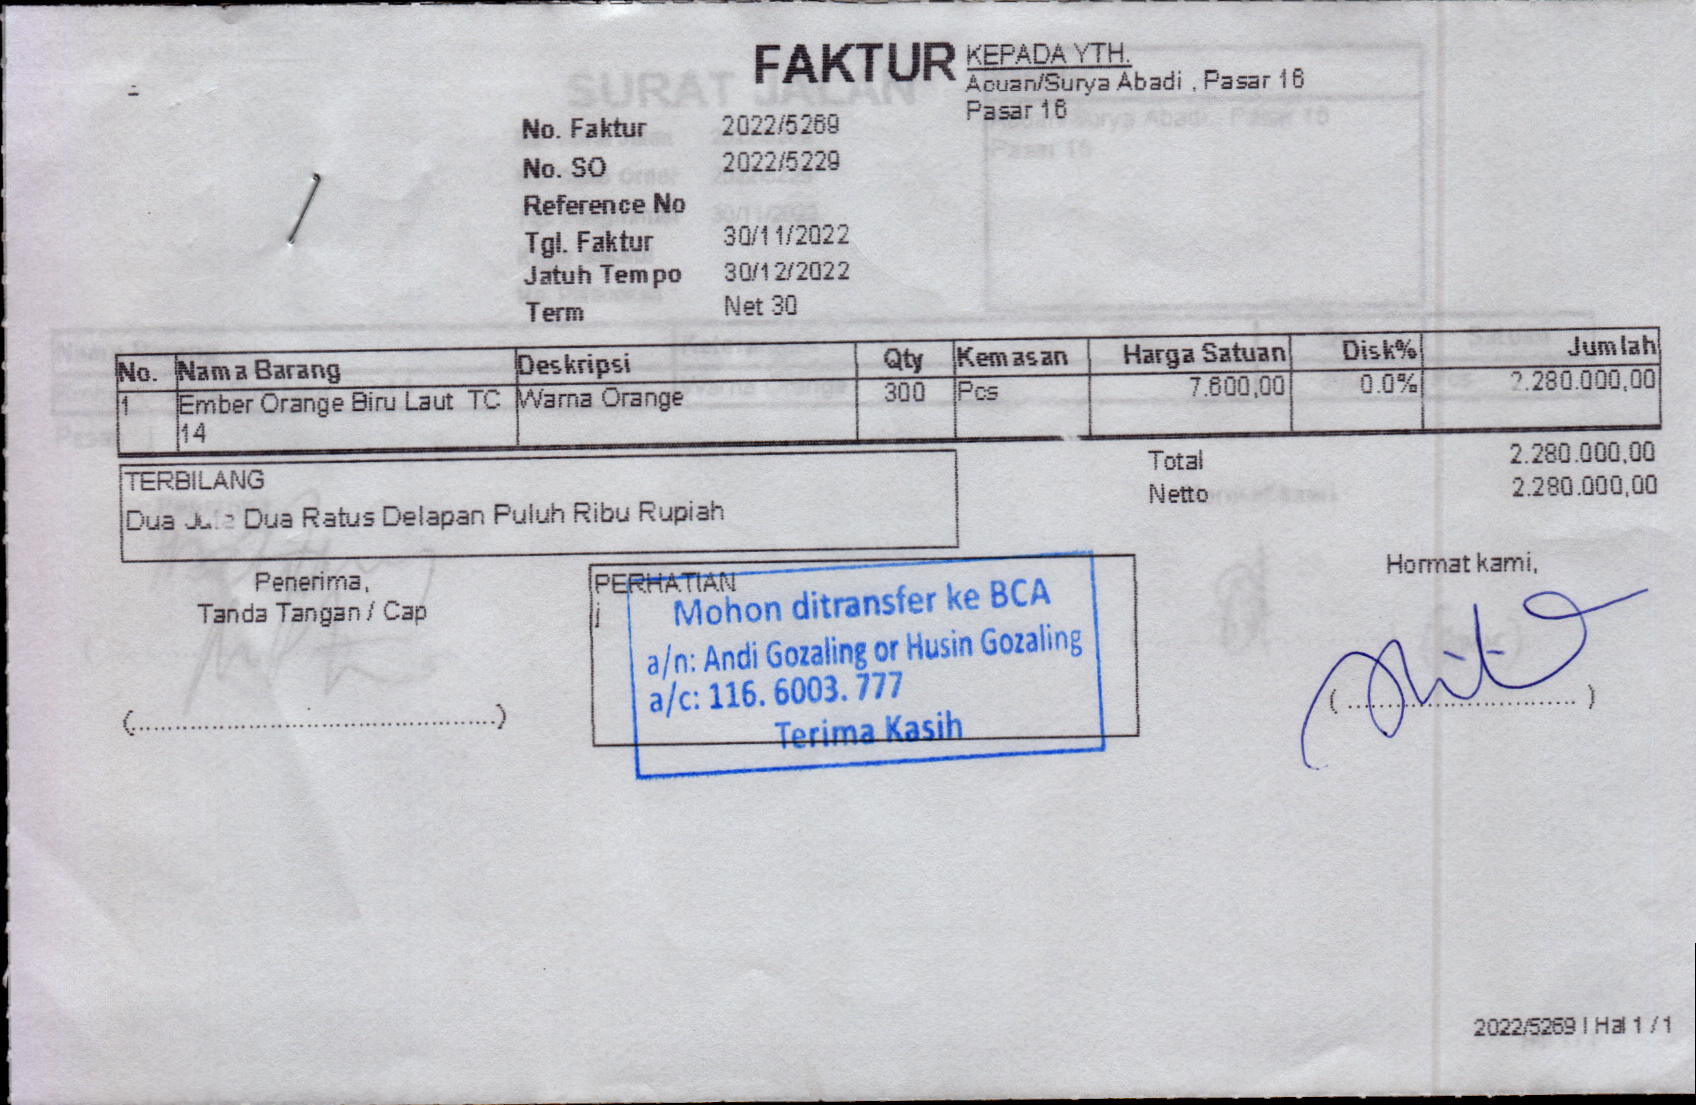 FAKTUR
KEPADA YTH.
Acuan/Surya Abadi , Pasar 16
Pasar 16
No. Faktur 2022/5269
No. SO 2022/5229
Reference No
Tgl. Faktur 30/11/2022
Jatuh Tempo 30/12/2022
Term Net 30
No. Nama Barang Deskripsi Qty Kemasan Harga Satuan Disk% Jumlah
1 Ember Orange Biru Laut TC Warna Orange 300 Pcs 7.600,00 0.0% 2.280.000,00
14
Total 2.280.000,00
Netto 2.280.000,00
TERBILANG
Dua Juta Dua Ratus Delapan Puluh Ribu Rupiah
Penerima,
Tanda Tangan / Cap
(........................................................)
PERHATIAN
j
Mohon ditransfer ke BCA
a/n: Andi Gozaling or Husin Gozaling
a/c: 116. 6003. 777
Terima Kasih
Hormat kami,
(....................................)
2022/5269 | Hal 1 / 1